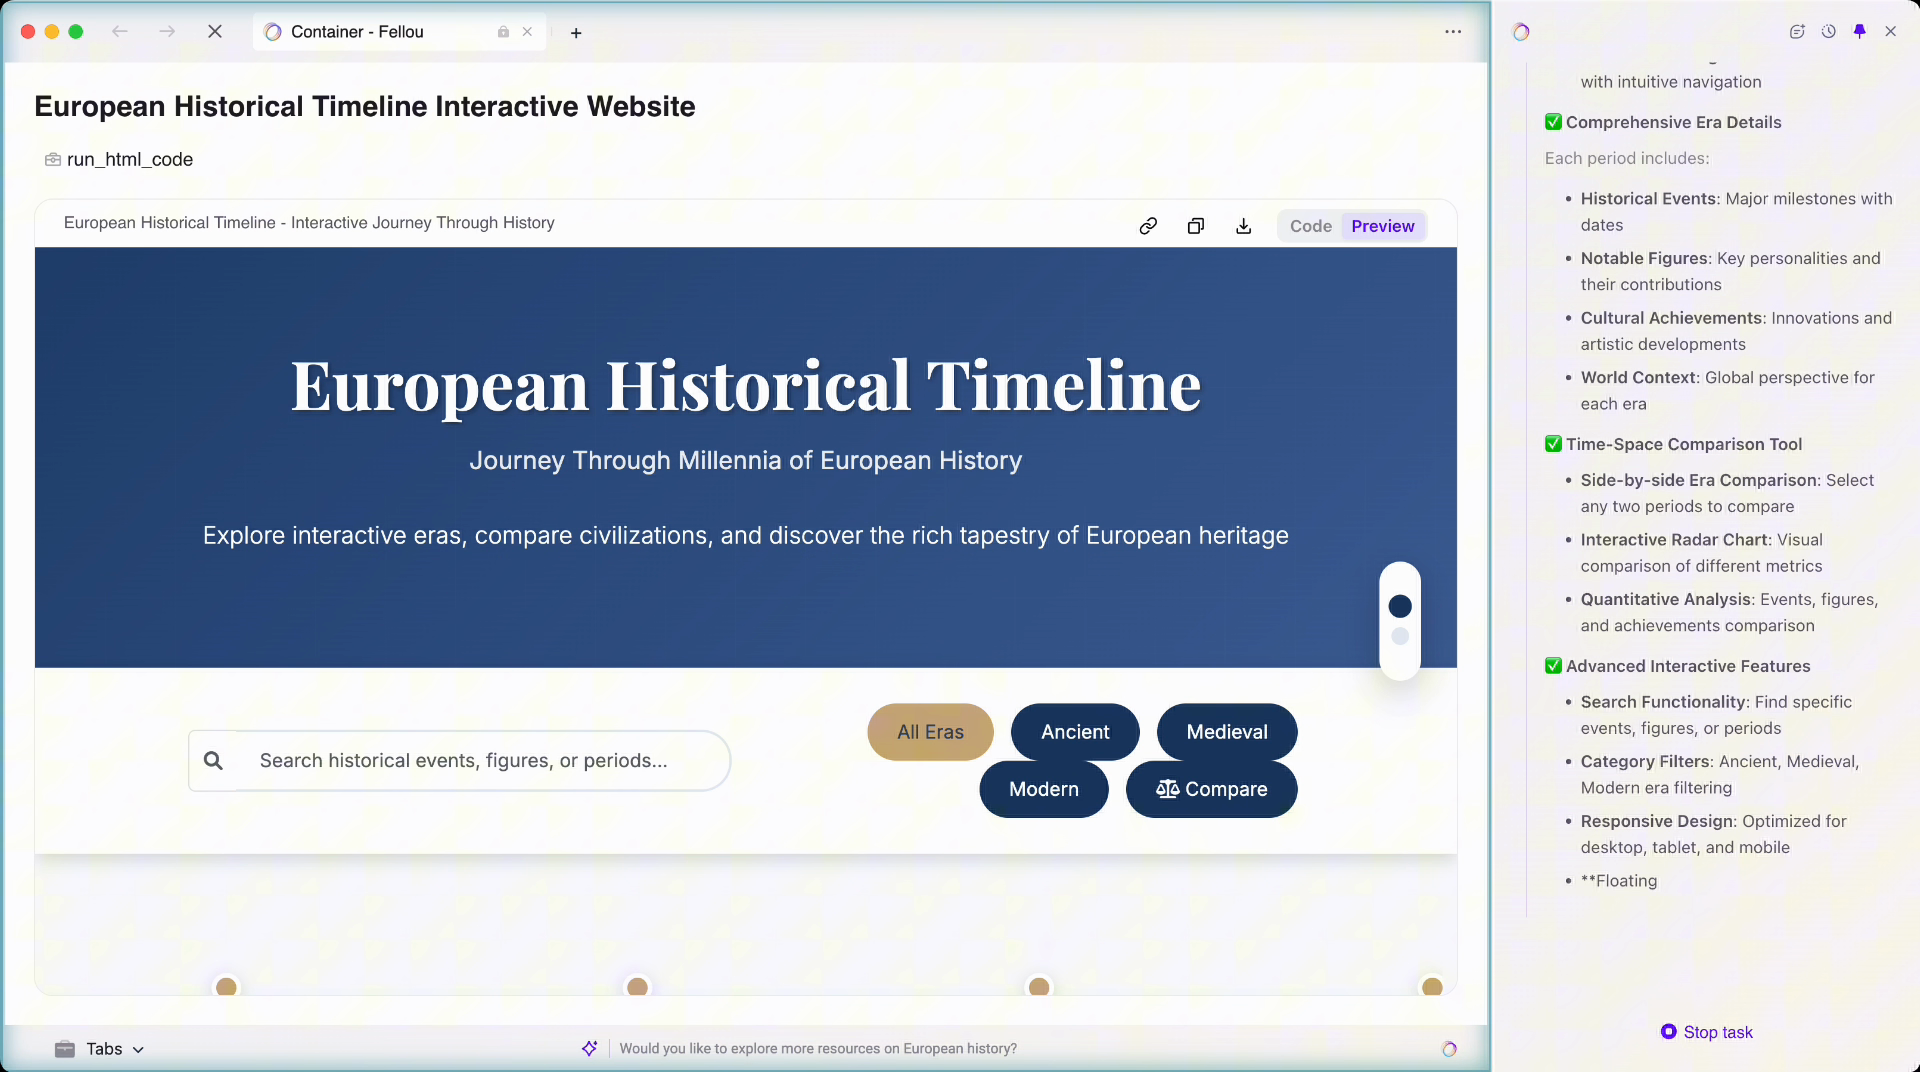 Container - Fellou
European Historical Timeline Interactive Website
run_html_code
European Historical Timeline - Interactive Journey Through History
Code
Preview
European Historical Timeline
Journey Through Millennia of European History
Explore interactive eras, compare civilizations, and discover the rich tapestry of European heritage
Search historical events, figures, or periods...
All Eras
Ancient
Medieval
Modern
Compare
Tabs
Would you like to explore more resources on European history?
with intuitive navigation
✅ Comprehensive Era Details
Each period includes:
• Historical Events: Major milestones with
dates
• Notable Figures: Key personalities and
their contributions
• Cultural Achievements: Innovations and
artistic developments
• World Context: Global perspective for
each era
✅ Time-Space Comparison Tool
• Side-by-side Era Comparison: Select
any two periods to compare
• Interactive Radar Chart: Visual
comparison of different metrics
• Quantitative Analysis: Events, figures,
and achievements comparison
✅ Advanced Interactive Features
• Search Functionality: Find specific
events, figures, or periods
• Category Filters: Ancient, Medieval,
Modern era filtering
• Responsive Design: Optimized for
desktop, tablet, and mobile
• **Floating
Stop task